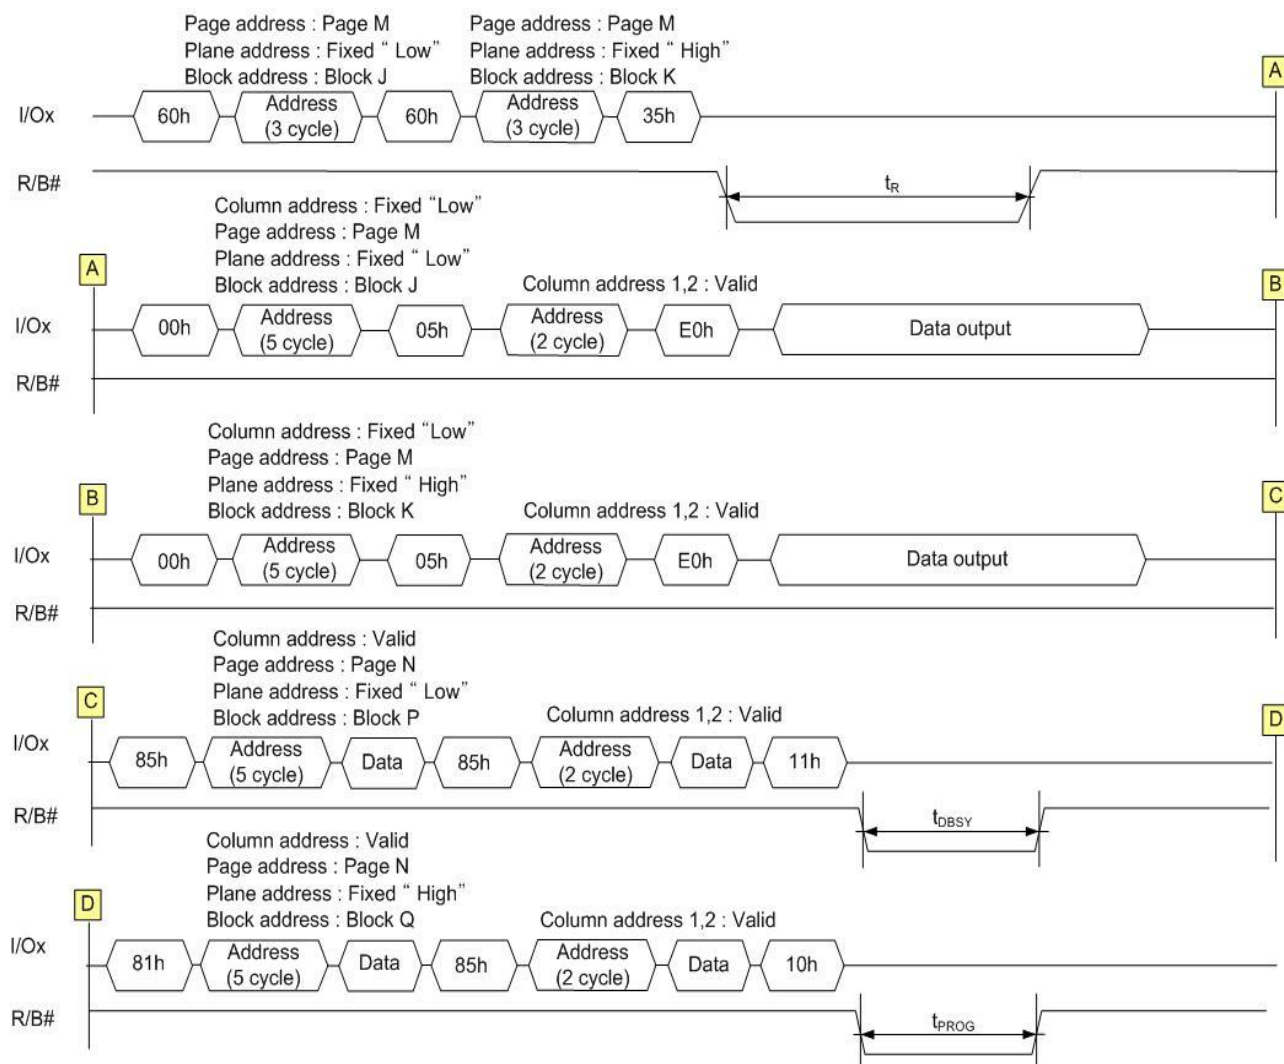 Page address : Page M
Plane address : Fixed “ Low”
Block address : Block J
Page address : Page M
Plane address : Fixed “ High”
Block address : Block K
A
I/Ox
60h
Address
(3 cycle)
60h
Address
(3 cycle)
35h
R/B#
tR
Column address : Fixed “Low”
Page address : Page M
Plane address : Fixed “ Low”
Block address : Block J
Column address 1,2 : Valid
A
B
I/Ox
00h
Address
(5 cycle)
05h
Address
(2 cycle)
E0h
Data output
R/B#
Column address : Fixed “Low”
Page address : Page M
Plane address : Fixed “ High”
Block address : Block K
Column address 1,2 : Valid
B
C
I/Ox
00h
Address
(5 cycle)
05h
Address
(2 cycle)
E0h
Data output
R/B#
Column address : Valid
Page address : Page N
Plane address : Fixed “ Low”
Block address : Block P
Column address 1,2 : Valid
C
D
I/Ox
85h
Address
(5 cycle)
Data
85h
Address
(2 cycle)
Data
11h
R/B#
tDBSY
Column address : Valid
Page address : Page N
Plane address : Fixed “ High”
Block address : Block Q
Column address 1,2 : Valid
D
I/Ox
81h
Address
(5 cycle)
Data
85h
Address
(2 cycle)
Data
10h
R/B#
tPROG